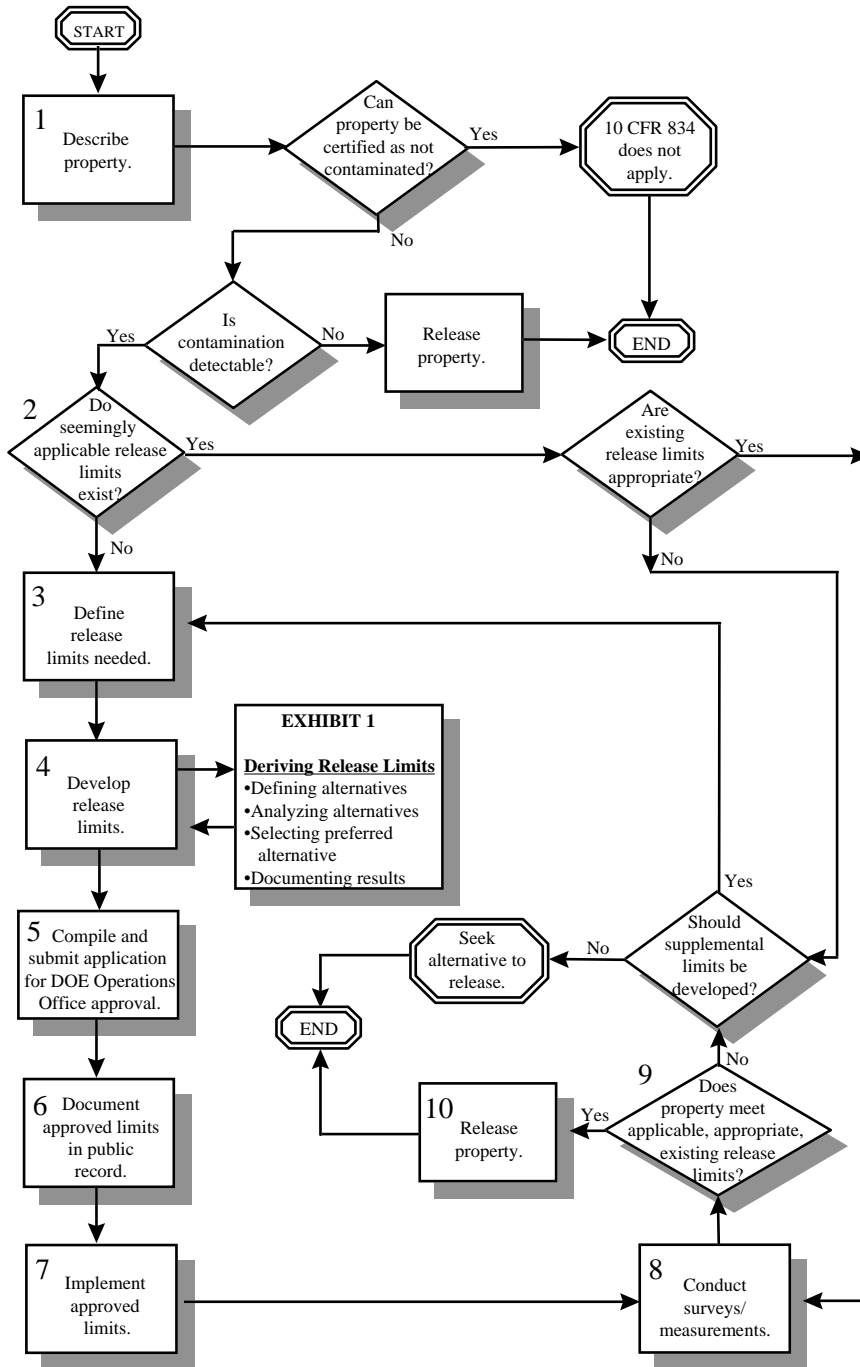 START
1
Describe
property.
Can
property be
certified as not
contaminated?
Yes
10 CFR 834
does not
apply.
No
Is
contamination
detectable?
Yes
No
Release
property.
END
2
Do
seemingly
applicable release
limits
exist?
Yes
Are
existing
release limits
appropriate?
Yes
No
No
3
Define
release
limits needed.
4
Develop
release
limits.
EXHIBIT 1
Deriving Release Limits
•Defining alternatives
•Analyzing alternatives
•Selecting preferred
alternative
•Documenting results
Yes
5
Compile and
submit application
for DOE Operations
Office approval.
Seek
alternative to
release.
No
Should
supplemental
limits be
developed?
END
No
6
Document
approved limits
in public
record.
10
Release
property.
Yes
9
Does
property meet
applicable, appropriate,
existing release
limits?
7
Implement
approved
limits.
8
Conduct
surveys/
measurements.